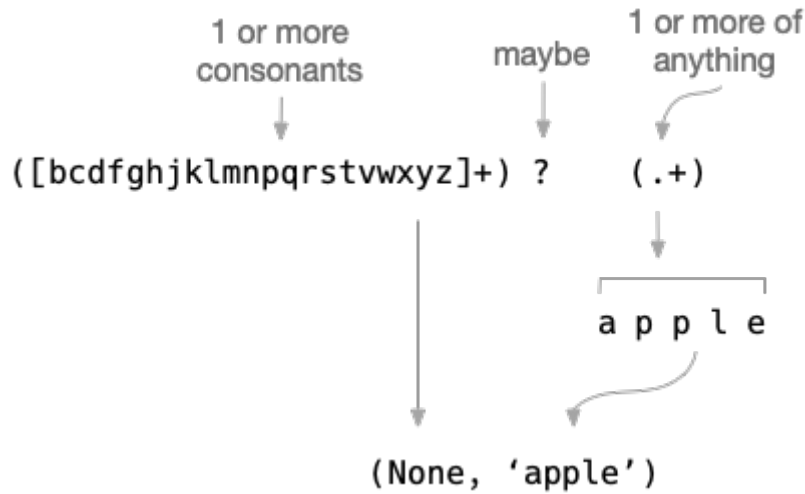 1 or more
consonants
maybe
1 or more of
anything
([bcdfghjklmnpqrstvwxyz]+) ? (.+)
a p p l e
(None, ‘apple’)